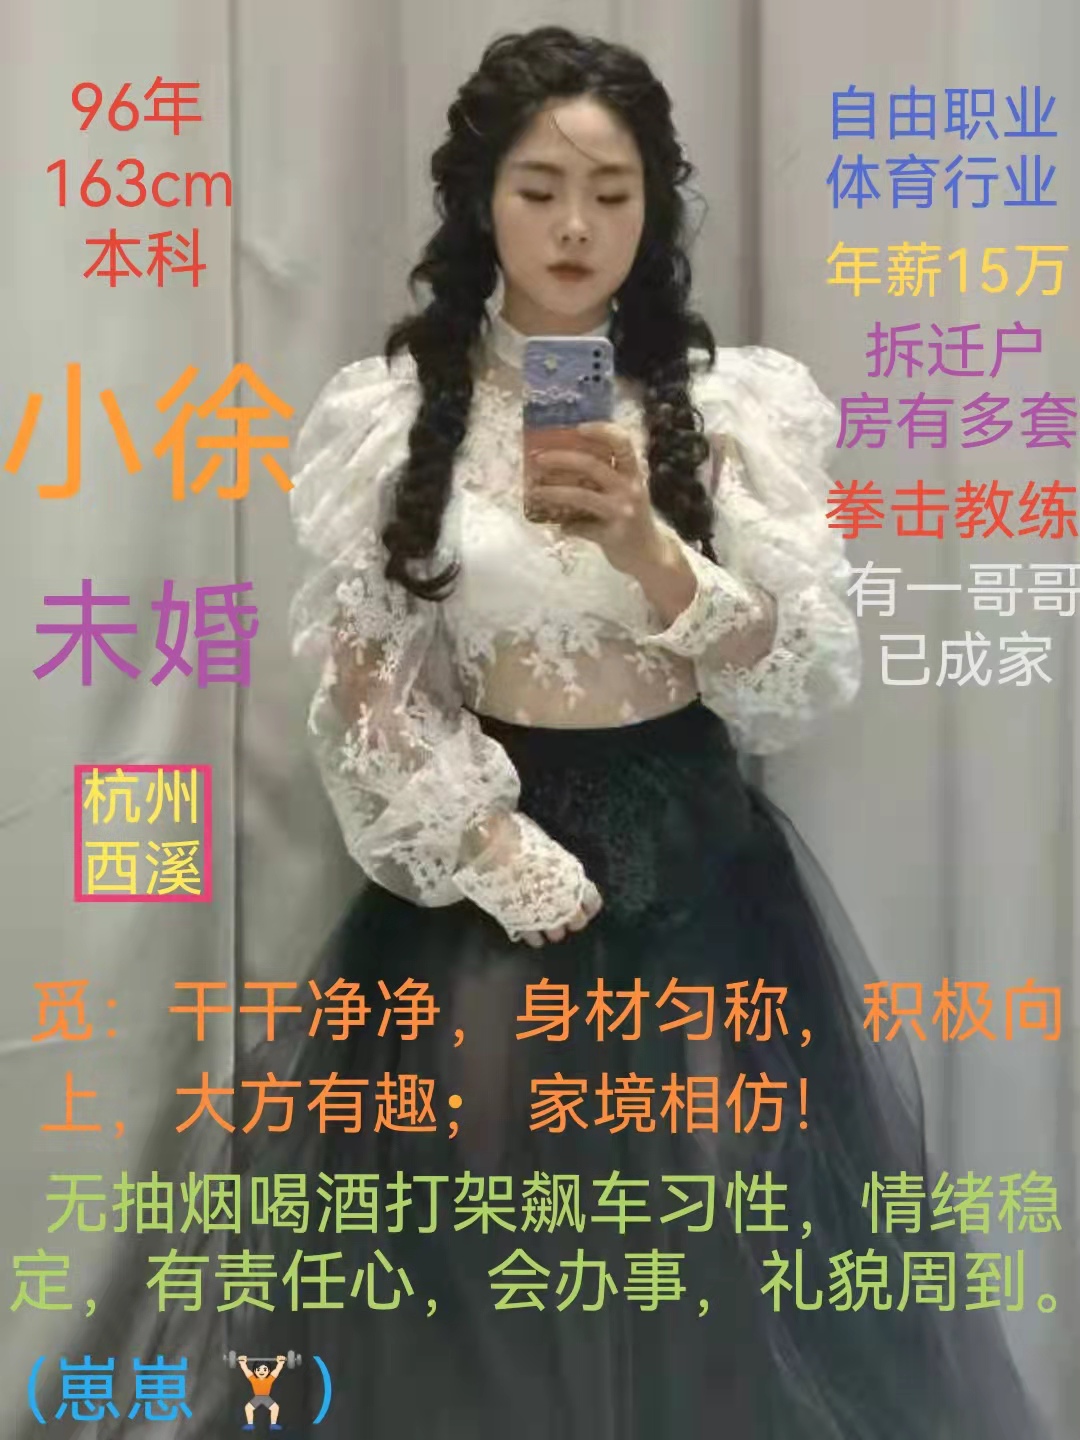 96年
163cm
本科
小徐
未婚
杭州
西溪
自由职业
体育行业
年薪15万
拆迁户
房有多套
拳击教练
有一哥哥
已成家
觅：干干净净，身材匀称，积极向
上，大方有趣；家境相仿！
无抽烟喝酒打架飙车习性，情绪稳
定，有责任心，会办事，礼貌周到。
(崽崽 🏋🏻)